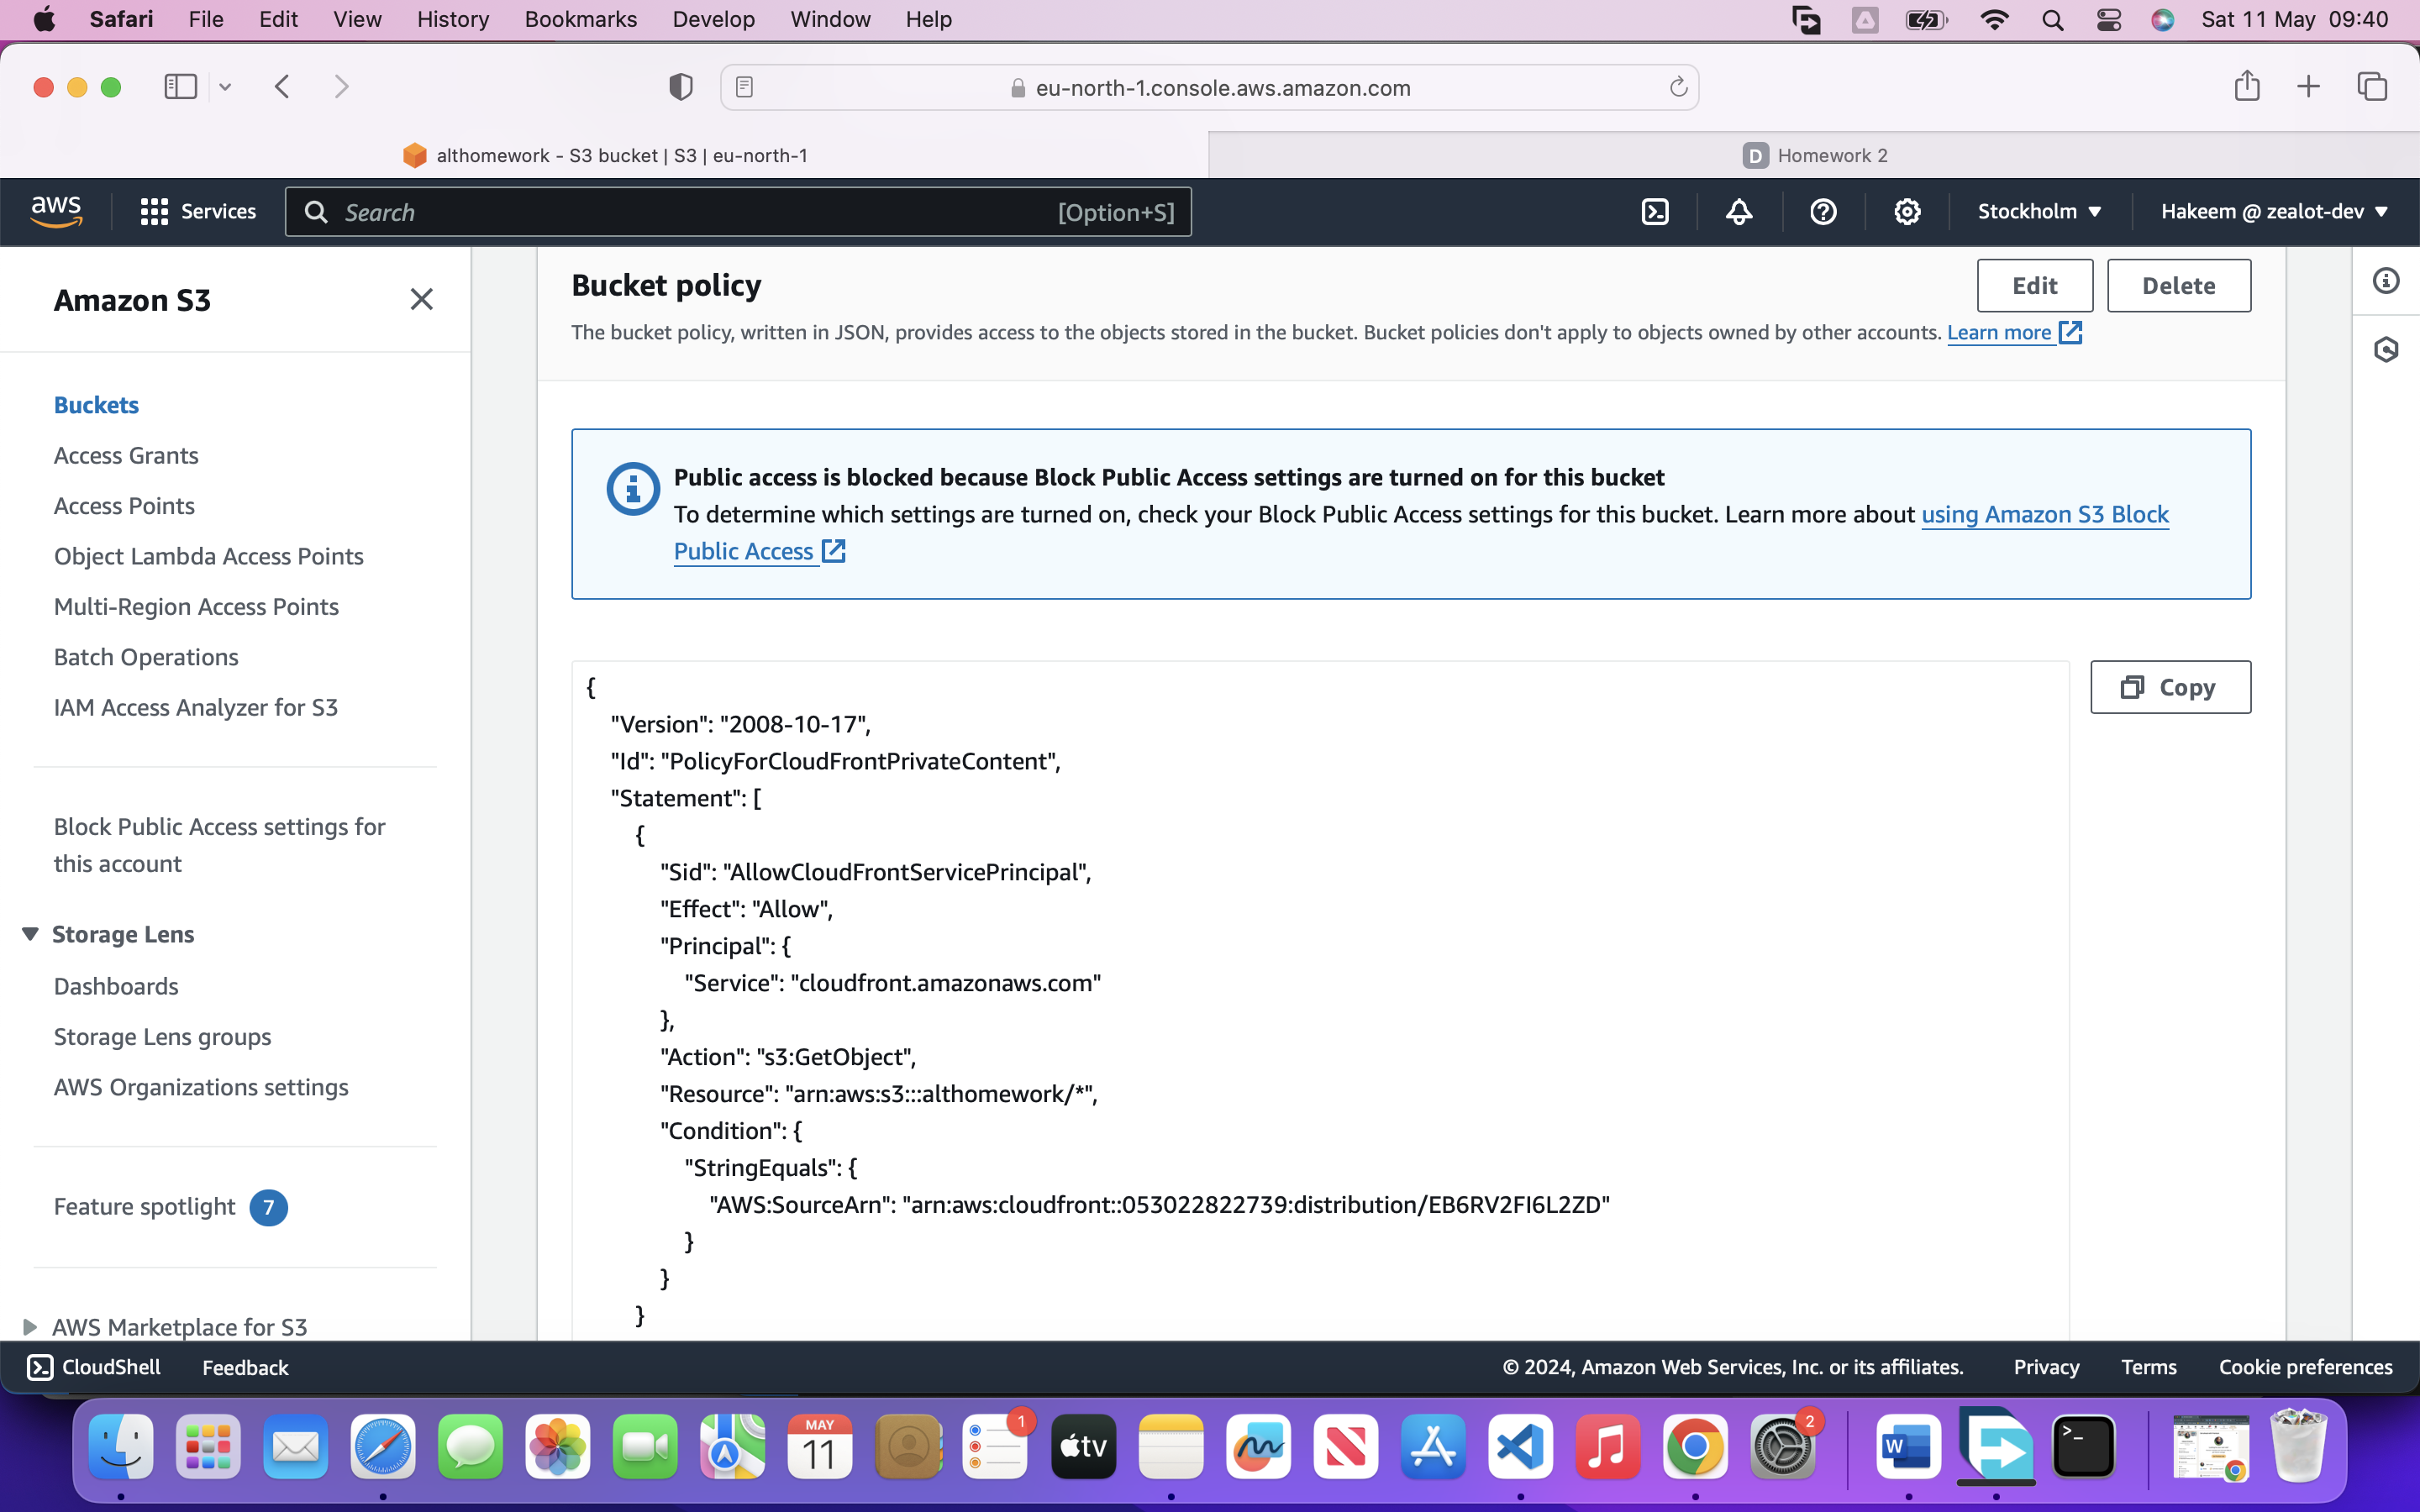 Safari File Edit View History Bookmarks Develop Window Help Sat 11 May 09:40
eu-north-1.console.aws.amazon.com
althomework - S3 bucket | S3 | eu-north-1
D Homework 2
aws Services Search [Option+S] Stockholm Hakeem @ zealot-dev
Amazon S3
Buckets
Access Grants
Access Points
Object Lambda Access Points
Multi-Region Access Points
Batch Operations
IAM Access Analyzer for S3
Block Public Access settings for
this account
Storage Lens
Dashboards
Storage Lens groups
AWS Organizations settings
Feature spotlight 7
AWS Marketplace for S3
Bucket policy
Edit Delete
The bucket policy, written in JSON, provides access to the objects stored in the bucket. Bucket policies don't apply to objects owned by other accounts. Learn more
Public access is blocked because Block Public Access settings are turned on for this bucket
To determine which settings are turned on, check your Block Public Access settings for this bucket. Learn more about using Amazon S3 Block
Public Access
Copy
{
"Version": "2008-10-17",
"Id": "PolicyForCloudFrontPrivateContent",
"Statement": [
{
"Sid": "AllowCloudFrontServicePrincipal",
"Effect": "Allow",
"Principal": {
"Service": "cloudfront.amazonaws.com"
},
"Action": "s3:GetObject",
"Resource": "arn:aws:s3:::althomework/*",
"Condition": {
"StringEquals": {
"AWS:SourceArn": "arn:aws:cloudfront::053022822739:distribution/EB6RV2FI6L2ZD"
}
}
}
CloudShell Feedback © 2024, Amazon Web Services, Inc. or its affiliates. Privacy Terms Cookie preferences
MAY
11
1
tv
2
W
>_